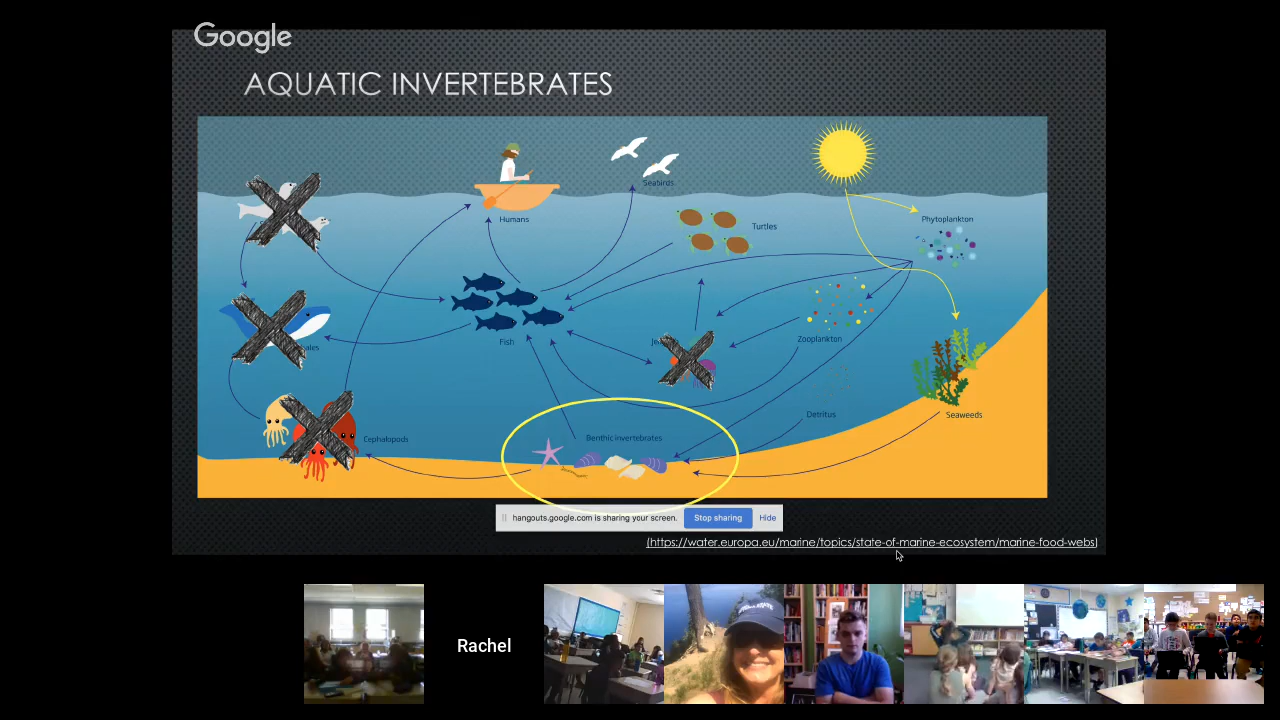 Google
AQUATIC INVERTEBRATES
Seabirds
Humans
Phytoplankton
Turtles
Fish
Zooplankton
Detritus
Seaweeds
Cephalopods
Benthic invertebrates
hangouts.google.com is sharing your screen. Stop sharing Hide
(https://water.europa.eu/marine/topics/state-of-marine-ecosystem/marine-food-webs)
Rachel